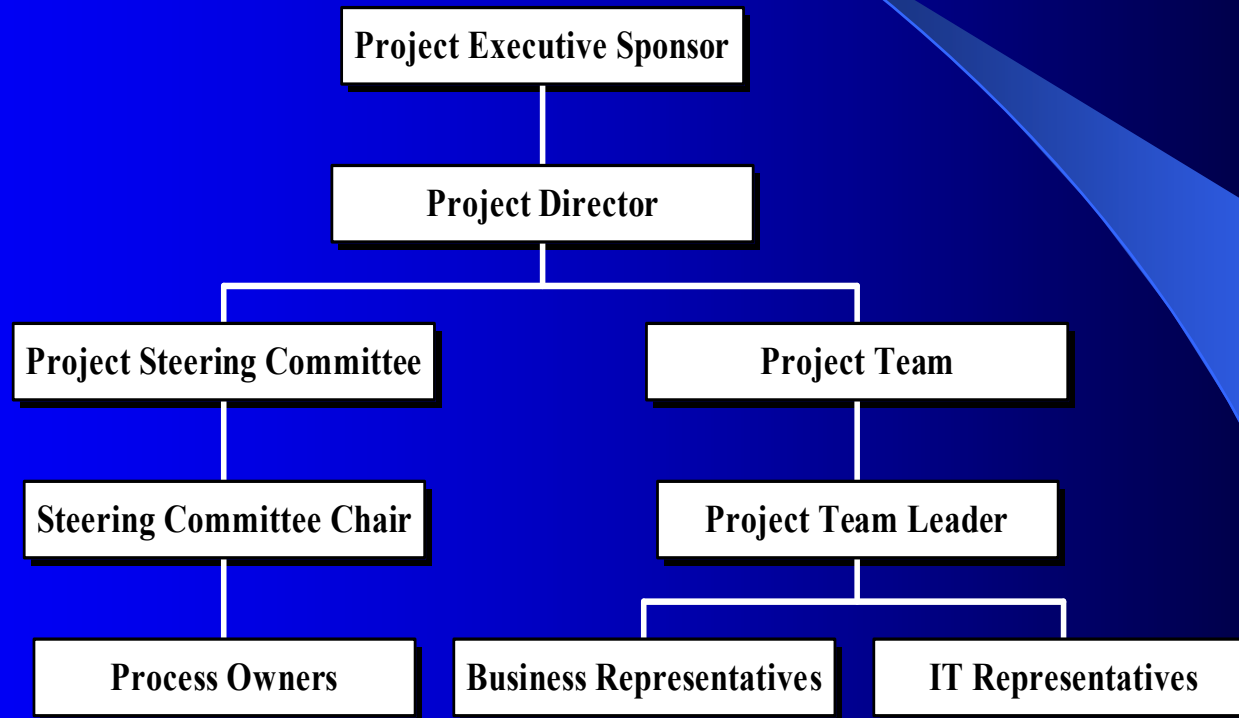 Project Executive Sponsor
Project Director
Project Steering Committee
Project Team
Steering Committee Chair
Project Team Leader
Process Owners
Business Representatives
IT Representatives